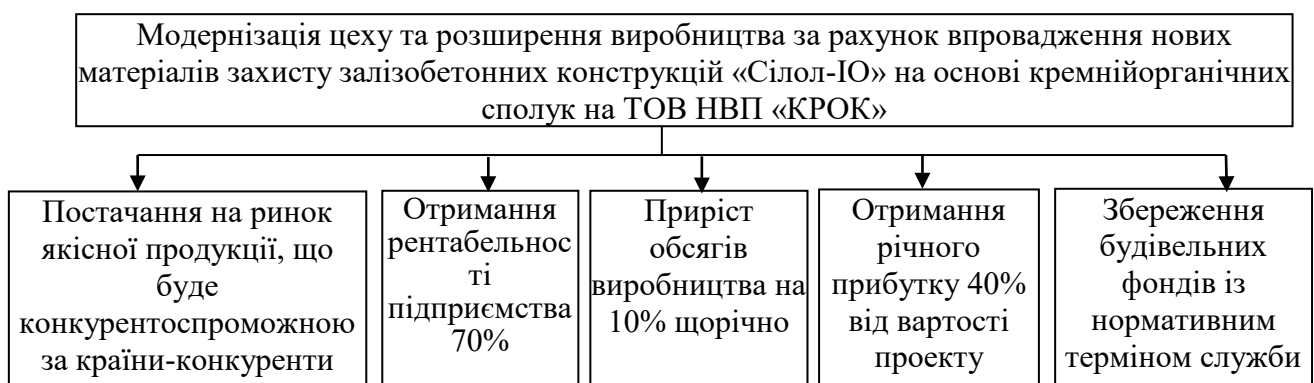 Модернізація цеху та розширення виробництва за рахунок впровадження нових
матеріалів захисту залізобетонних конструкцій «Сілол-ІО» на основі кремнійорганічних
сполук на ТОВ НВП «КРОК»
Постачання на ринок
якісної продукції, що
буде
конкурентоспроможною
за країни-конкуренти
Отримання
рентабельнос
ті
підприємства
70%
Приріст
обсягів
виробництва на
10% щорічно
Отримання
річного
прибутку 40%
від вартості
проекту
Збереження
будівельних
фондів із
нормативним
терміном служби